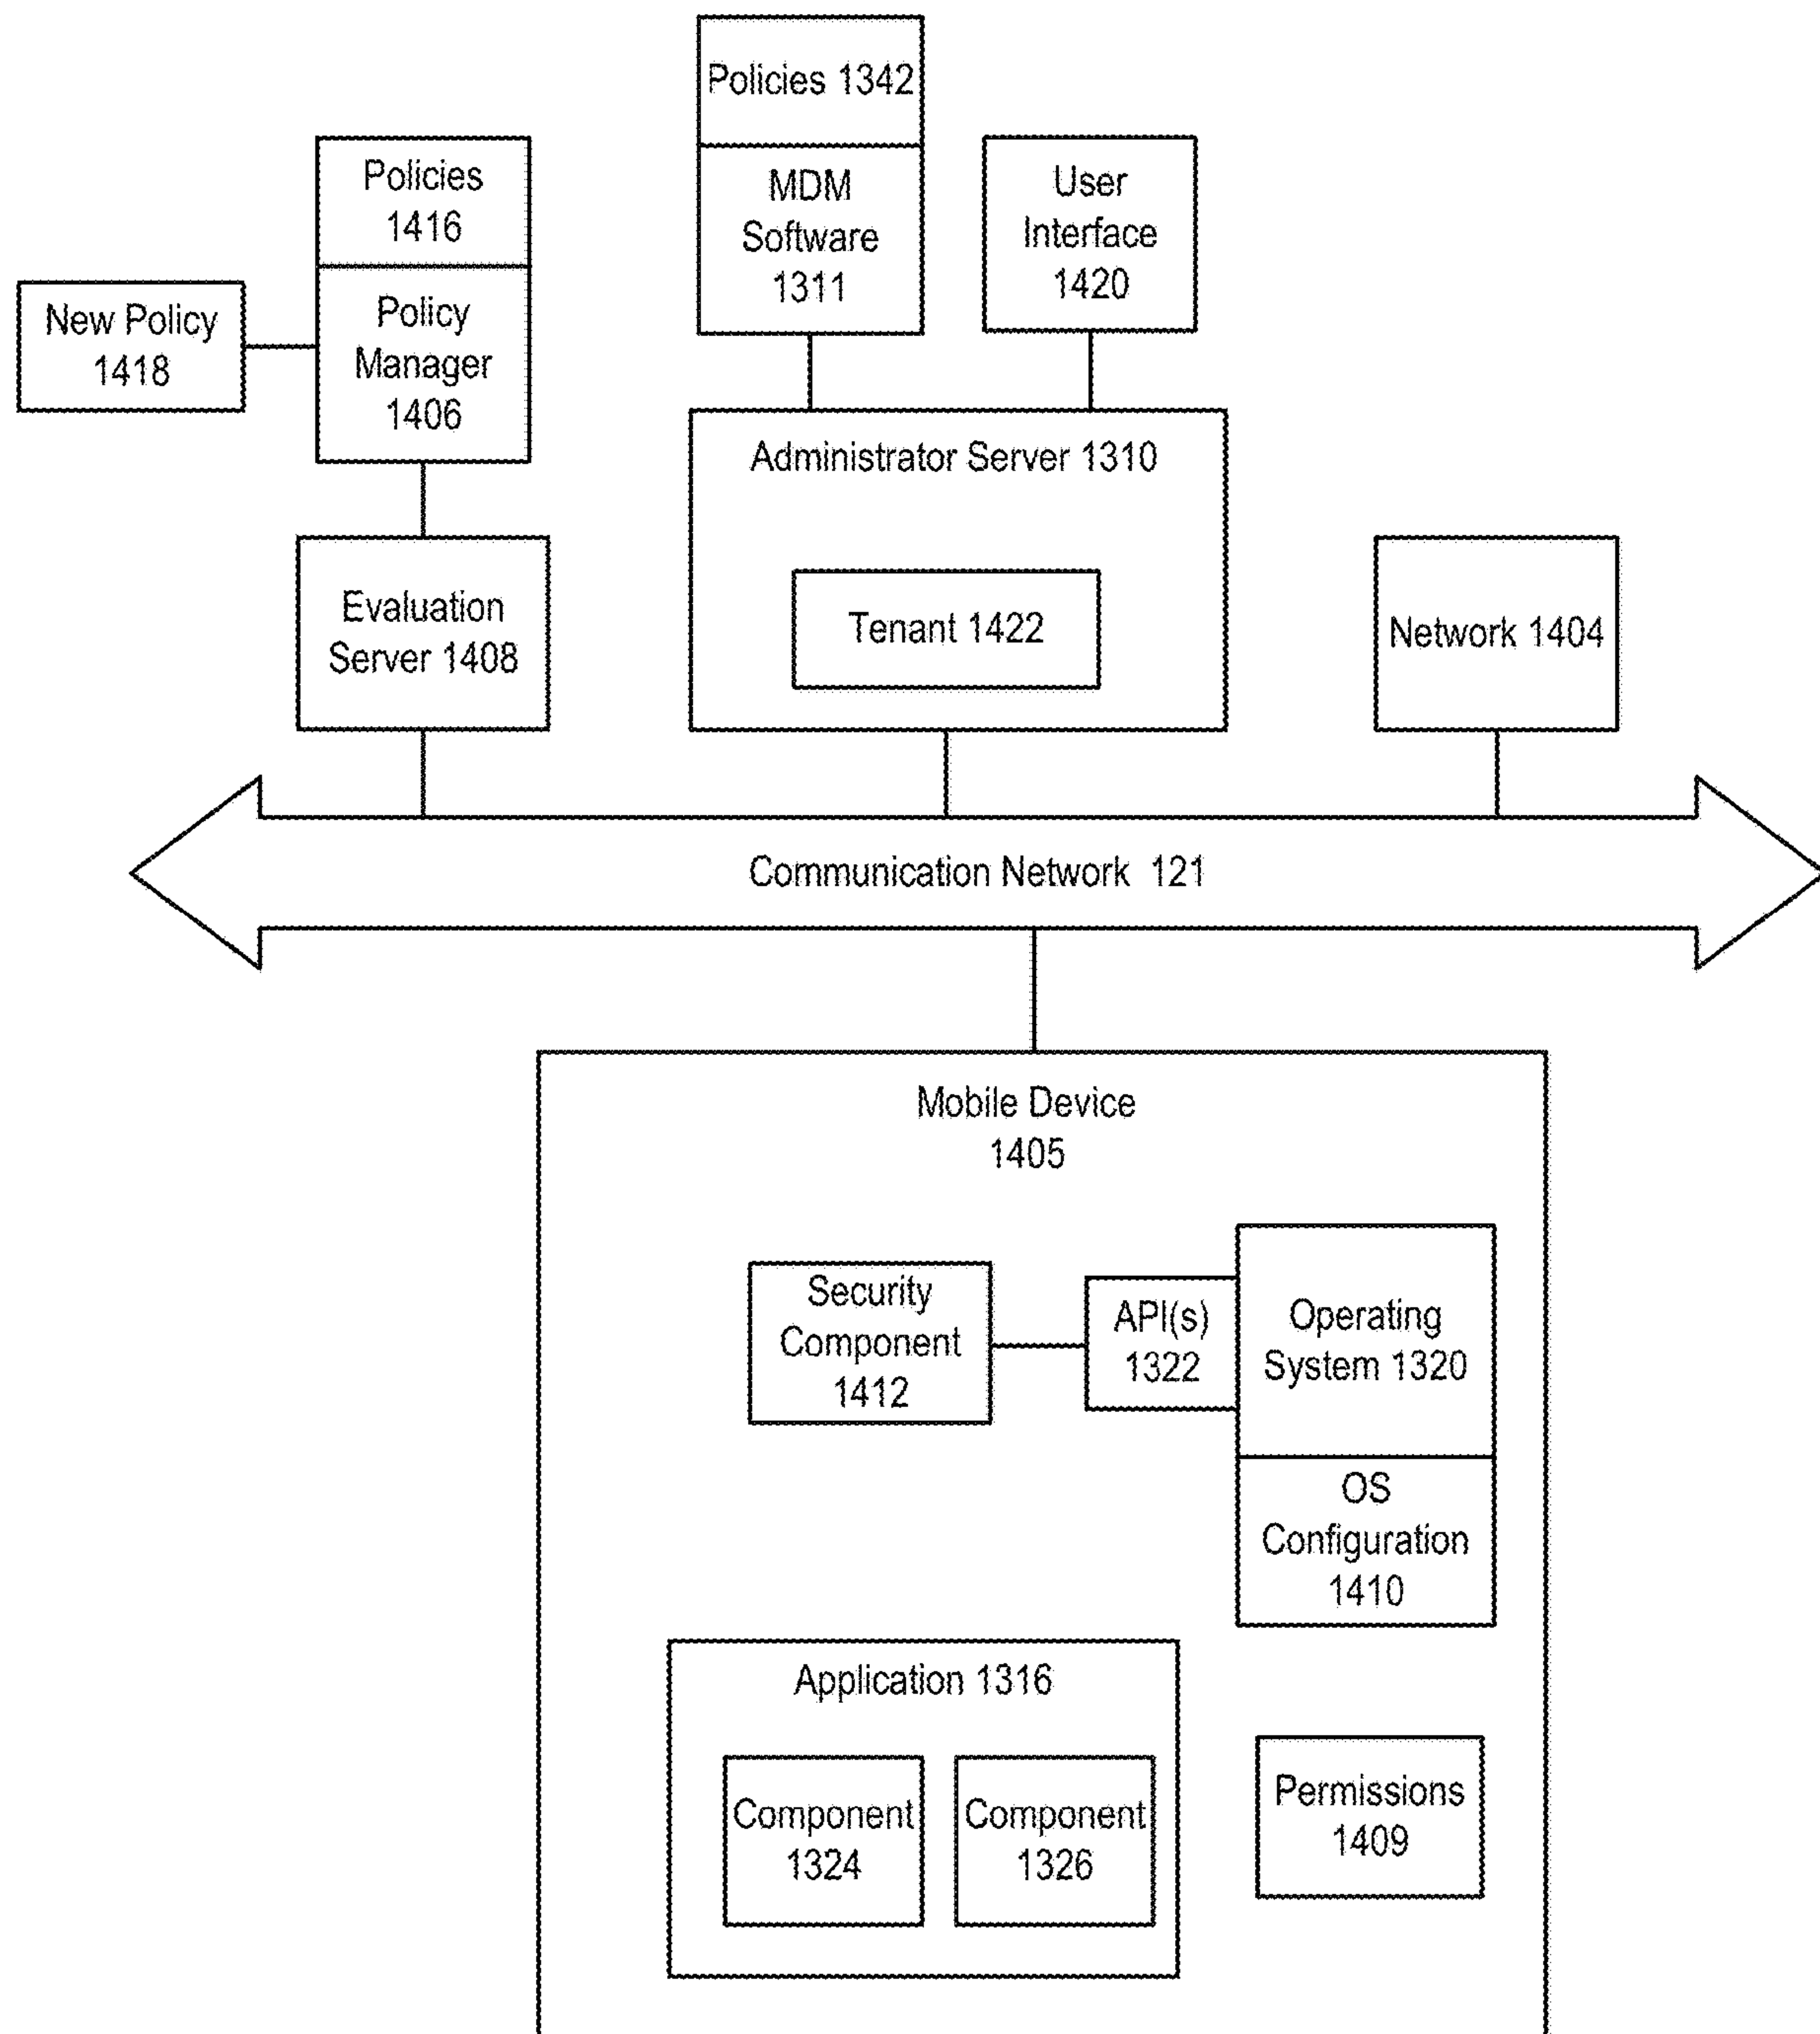 Policies 1342
MDM
Software
1311
User
Interface
1420
Policies
1416
Policy
Manager
1406
New Policy
1418
Administrator Server 1310
Tenant 1422
Evaluation
Server 1408
Network 1404
Communication Network 121
Mobile Device
1405
Security
Component
1412
API(s)
1322
Operating
System 1320
OS
Configuration
1410
Application 1316
Component
1324
Component
1326
Permissions
1409